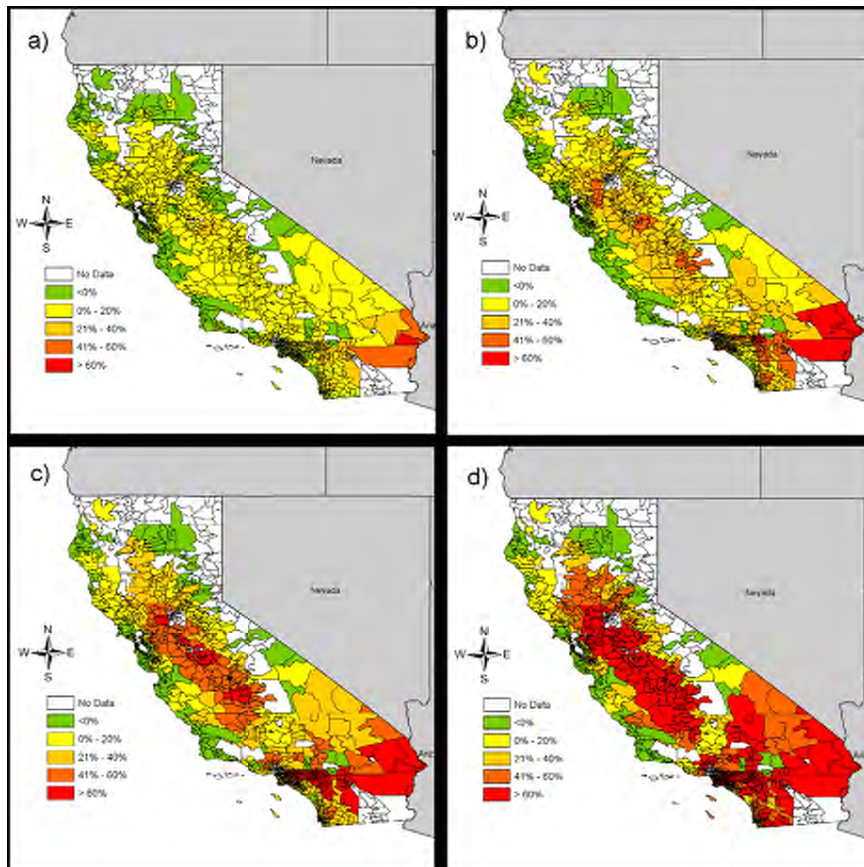 a)
Nevada
N
W E
S
No Data
<0%
0% - 20%
21% - 40%
41% - 60%
> 60%
b)
Nevada
N
W E
S
No Data
<0%
0% - 20%
21% - 40%
41% - 60%
> 60%
c)
Nevada
N
W E
S
No Data
<0%
0% - 20%
21% - 40%
41% - 60%
> 60%
d)
Nevada
N
W E
S
No Data
<0%
0% - 20%
21% - 40%
41% - 60%
> 60%